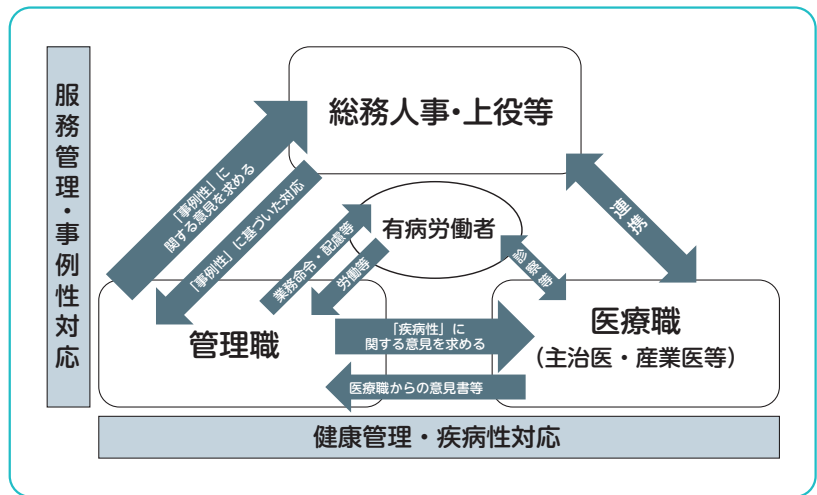 服務管理・事例性対応
総務人事・上役等
「事例性」に
関する意見を求める
「事例性」に基づいた対応
業務命令・配慮等
労働等
有病労働者
診察等
連携
管理職
「疾病性」に
関する意見を求める
医療職からの意見書等
医療職
（主治医・産業医等）
健康管理・疾病性対応